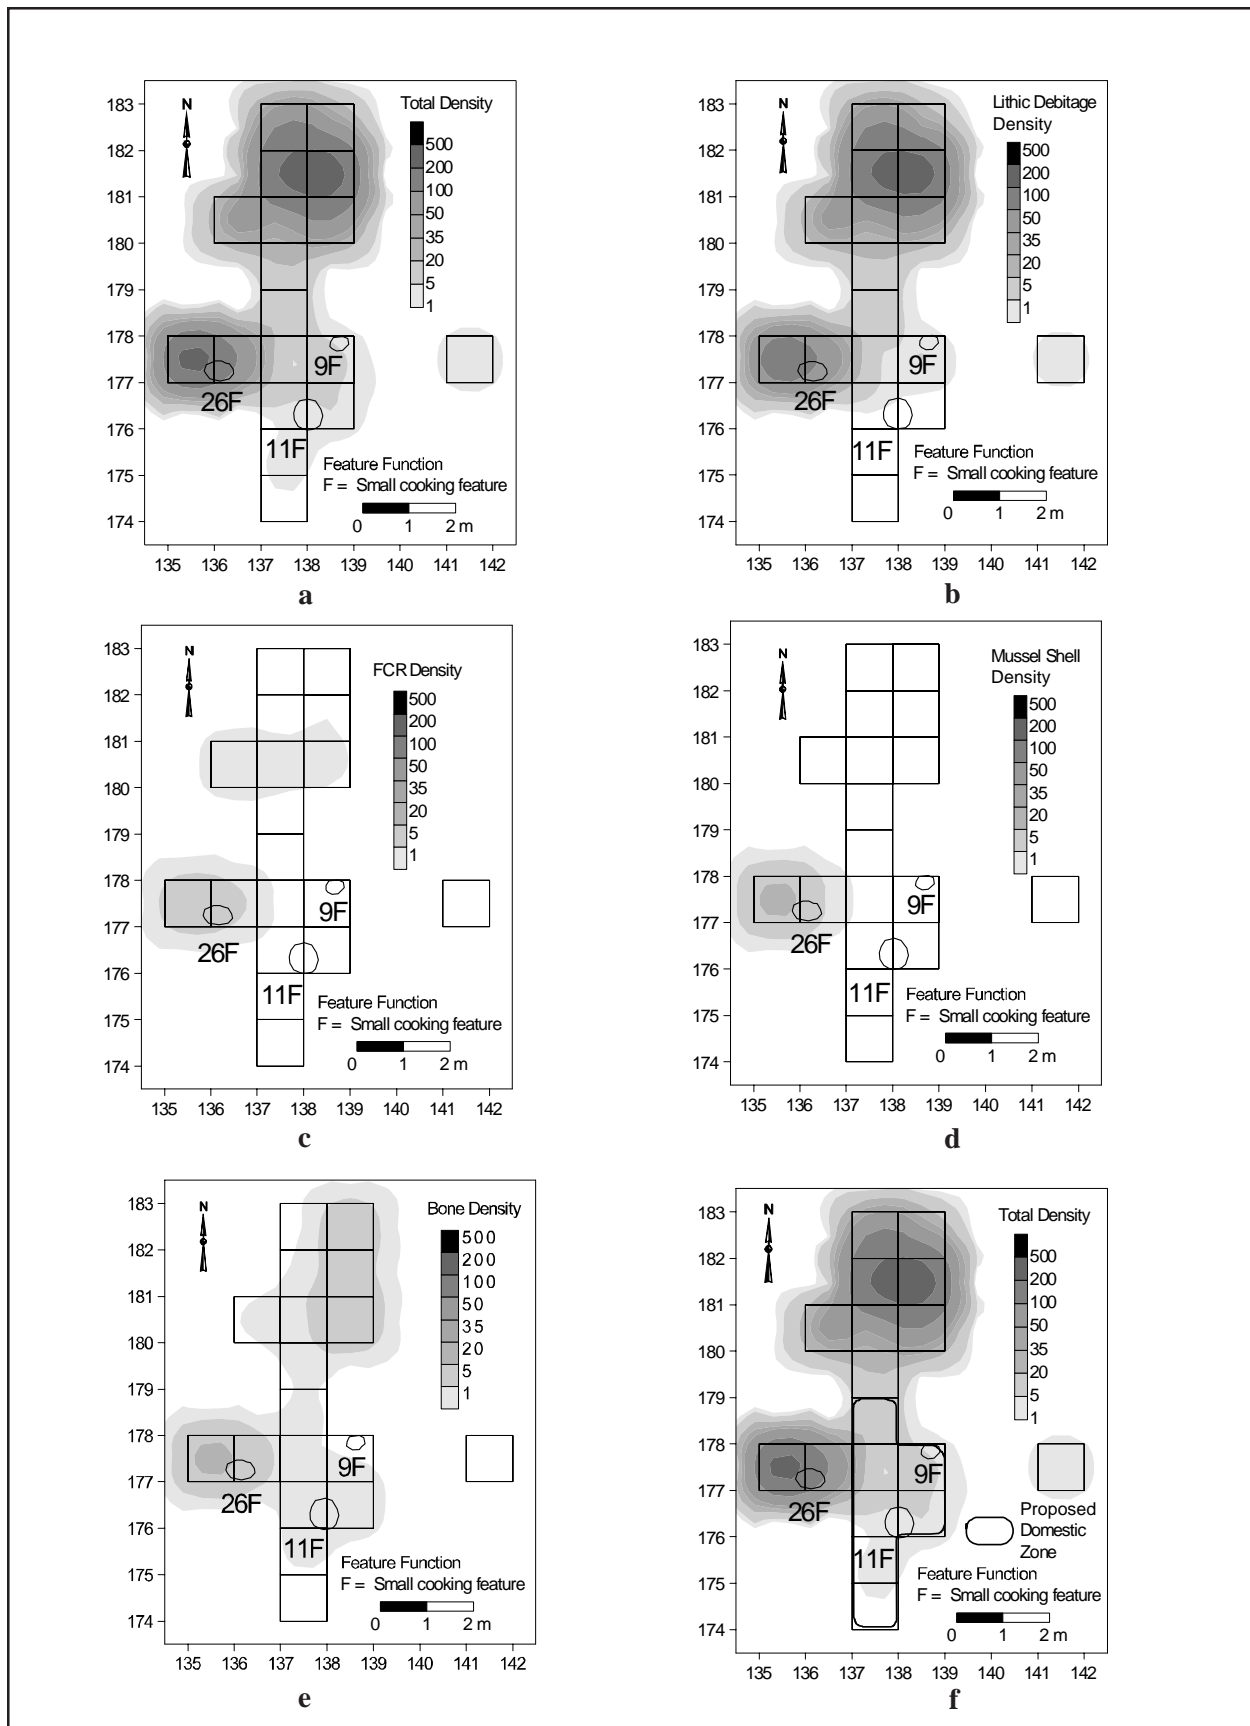 N
Total Density
500
200
100
50
35
20
5
1
183
182
181
180
179
178
177
176
175
174
9F
26F
11F
Feature Function
F = Small cooking feature
0 1 2 m
135 136 137 138 139 140 141 142
a
N
Lithic Debitage
Density
500
200
100
50
35
20
5
1
183
182
181
180
179
178
177
176
175
174
9F
26F
11F
Feature Function
F = Small cooking feature
0 1 2 m
135 136 137 138 139 140 141 142
b
N
FCR Density
500
200
100
50
35
20
5
1
183
182
181
180
179
178
177
176
175
174
9F
26F
11F
Feature Function
F = Small cooking feature
0 1 2 m
135 136 137 138 139 140 141 142
c
N
Mussel Shell
Density
500
200
100
50
35
20
5
1
183
182
181
180
179
178
177
176
175
174
9F
26F
11F
Feature Function
F = Small cooking feature
0 1 2 m
135 136 137 138 139 140 141 142
d
N
Bone Density
500
200
100
50
35
20
5
1
183
182
181
180
179
178
177
176
175
174
9F
26F
11F
Feature Function
F = Small cooking feature
0 1 2 m
135 136 137 138 139 140 141 142
e
N
Total Density
500
200
100
50
35
20
5
1
183
182
181
180
179
178
177
176
175
174
9F
26F
11F
Proposed
Domestic
Zone
Feature Function
F = Small cooking feature
0 1 2 m
135 136 137 138 139 140 141 142
f